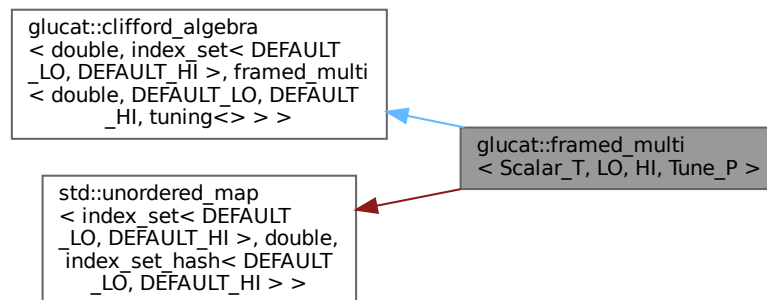 glucat::clifford_algebra
< double, index_set< DEFAULT
_LO, DEFAULT_HI >, framed_multi
< double, DEFAULT_LO, DEFAULT
_HI, tuning<> > >
glucat::framed_multi
< Scalar_T, LO, HI, Tune_P >
std::unordered_map
< index_set< DEFAULT
_LO, DEFAULT_HI >, double,
index_set_hash< DEFAULT
_LO, DEFAULT_HI > >